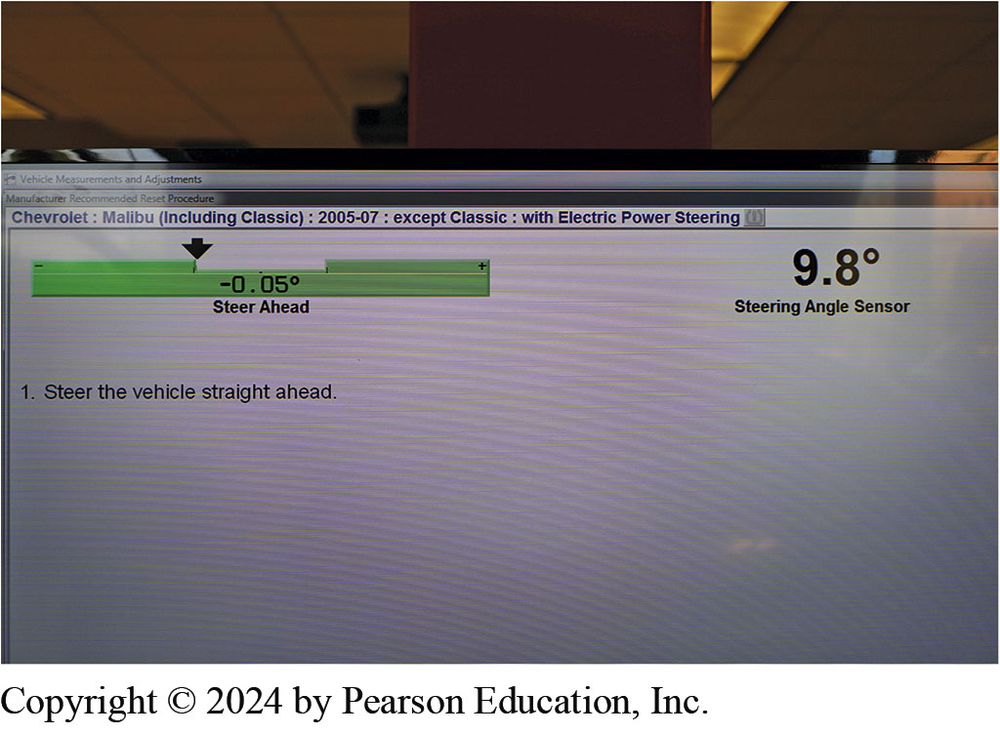 Vehicle Measurements and Adjustments
Manufacturer Recommended Reset Procedure
Chevrolet : Malibu (Including Classic) : 2005-07 : except Classic : with Electric Power Steering
- +
-0.05°
Steer Ahead
9.8°
Steering Angle Sensor
1. Steer the vehicle straight ahead.
Copyright © 2024 by Pearson Education, Inc.